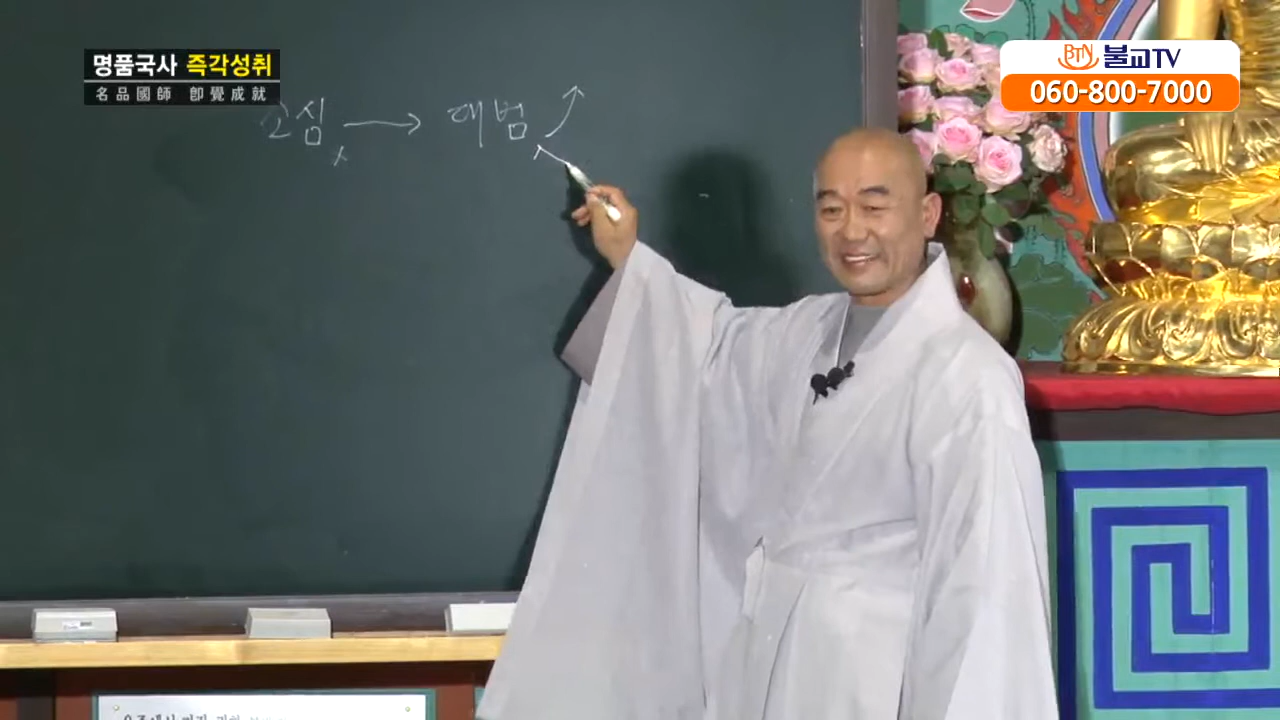 명품국사 즉각성취
名品國師 卽覺成就
BTN 불교TV
060-800-7000
소심 → 대범